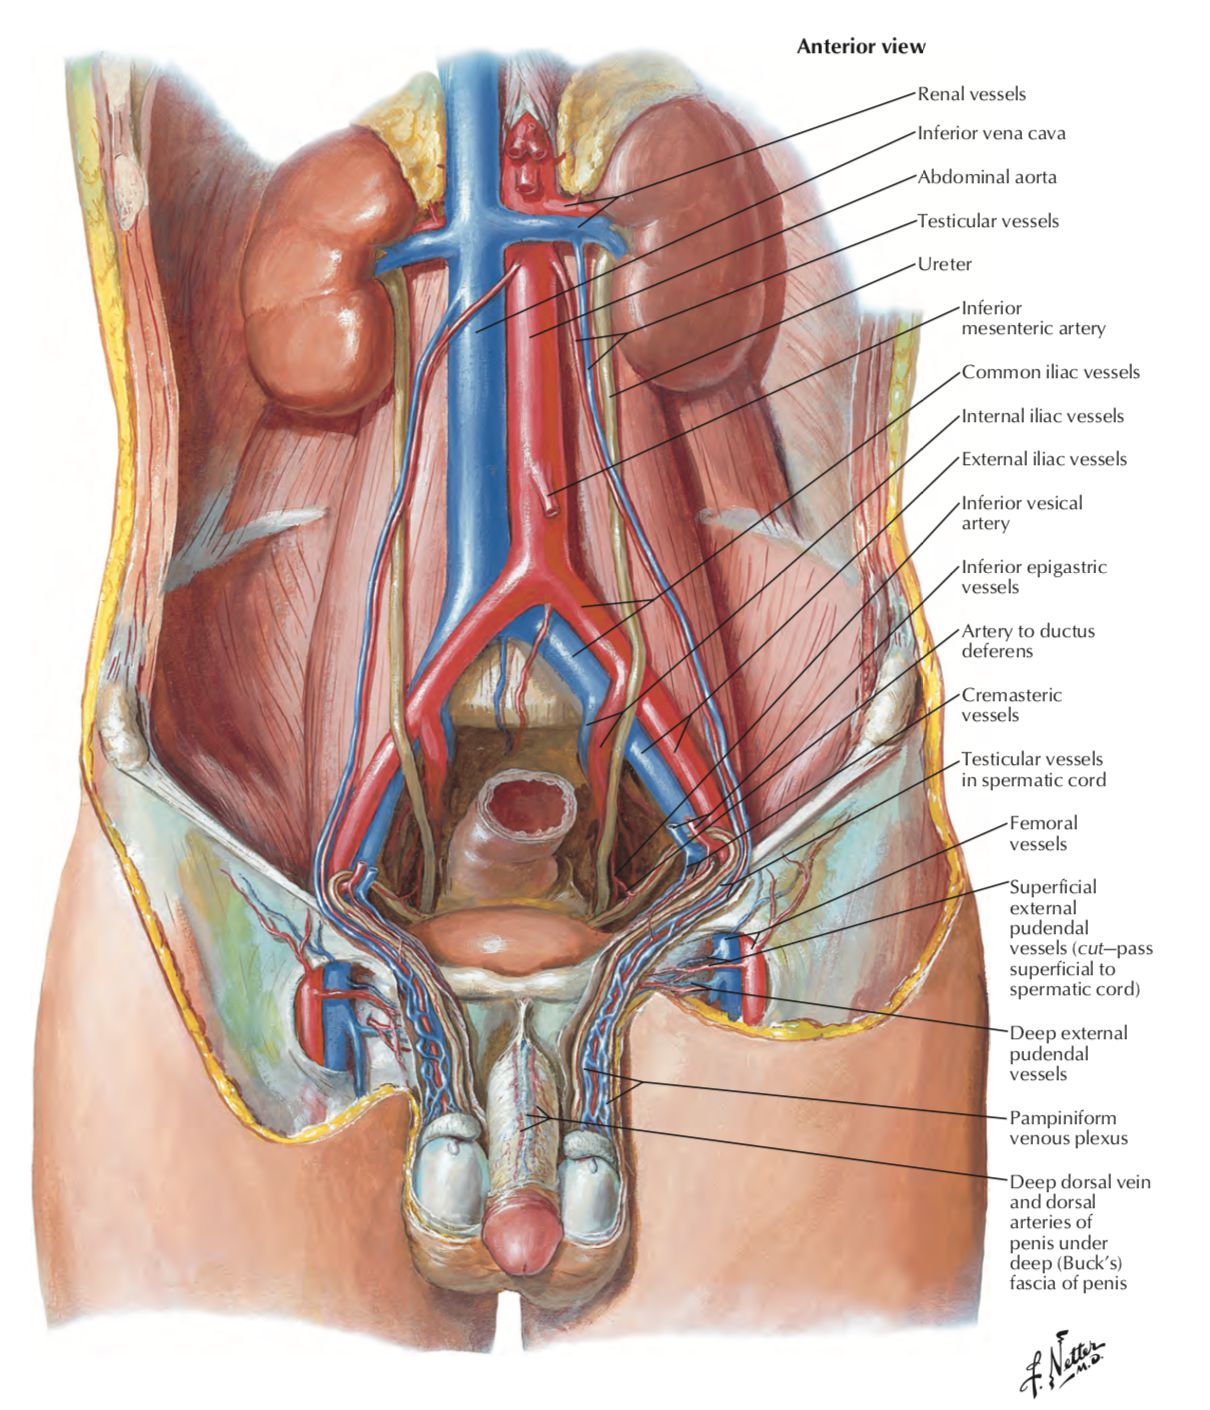 Anterior view
Renal vessels
Inferior vena cava
Abdominal aorta
Testicular vessels
Ureter
Inferior
mesenteric artery
Common iliac vessels
Internal iliac vessels
External iliac vessels
Inferior vesical
artery
Inferior epigastric
vessels
Artery to ductus
deferens
Cremasteric
vessels
Testicular vessels
in spermatic cord
Femoral
vessels
Superficial
external
pudendal
vessels (cut—pass
superficial to
spermatic cord)
Deep external
pudendal
vessels
Pampiniform
venous plexus
Deep dorsal vein
and dorsal
arteries of
penis under
deep (Buck's)
fascia of penis
F. Netter
M.D.